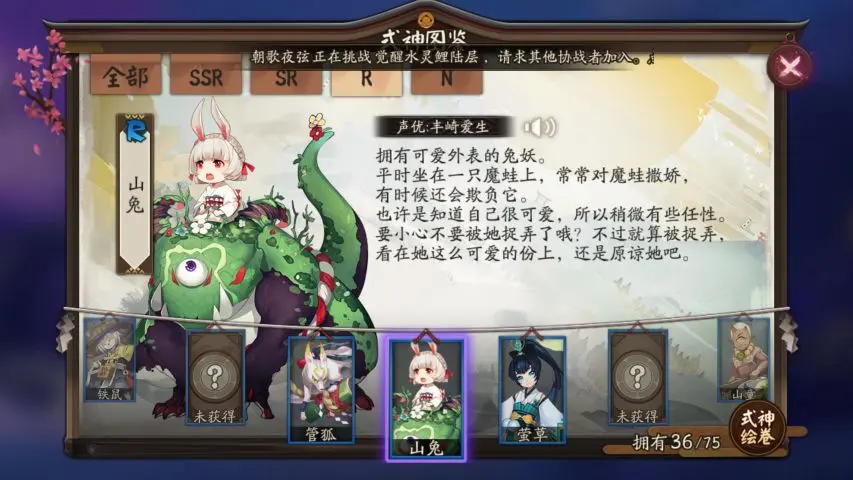 式神图鉴
朝歌夜弦正在挑战觉醒水灵鲤陆层，请求其他协战者加入。
全部
SSR
SR
R
N
R
山兔
声优:丰崎爱生
拥有可爱外表的兔妖。
平时坐在一只魔蛙上，常常对魔蛙撒娇，
有时候还会欺负它。
也许是知道自己很可爱，所以稍微有些任性。
要小心不要被她捉弄了哦？不过就算被捉弄，
看在她这么可爱的份上，还是原谅她吧。
铁鼠
?
未获得
管狐
山兔
萤草
?
未获得
山童
拥有36/75
式神
绘卷